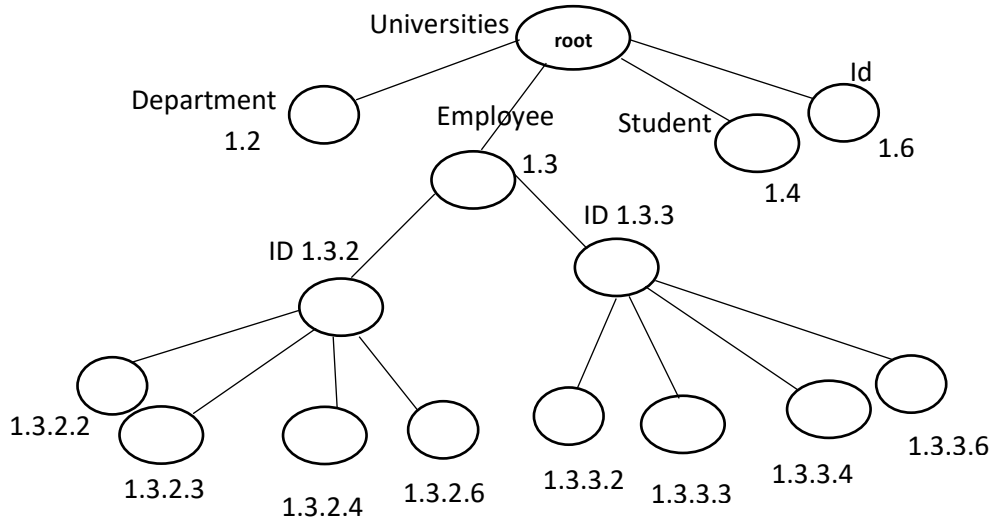 Universities
root
Id
Department
Employee
Student
1.2
1.6
1.3
1.4
ID 1.3.3
ID 1.3.2
1.3.2.2
1.3.3.6
1.3.2.3
1.3.2.4
1.3.2.6
1.3.3.2
1.3.3.3
1.3.3.4